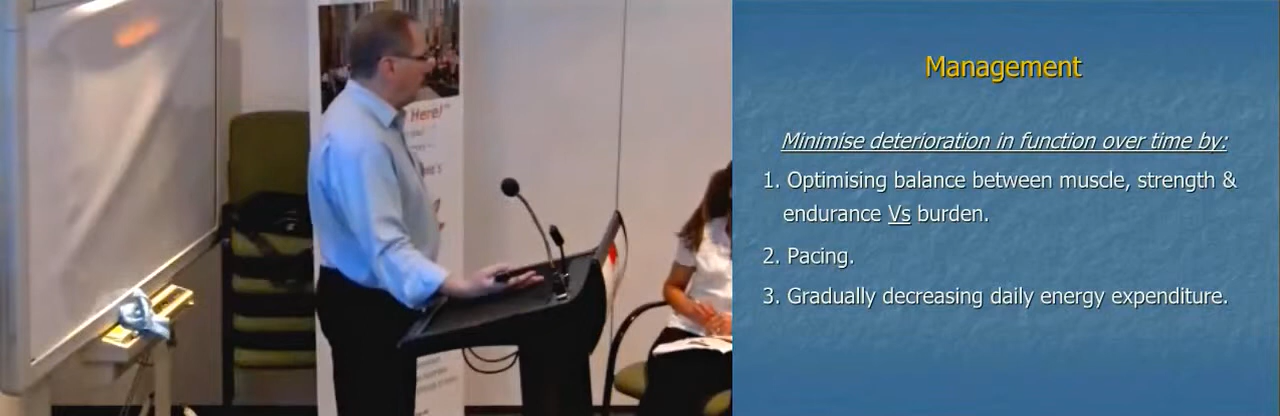 Here!
Management
Minimise deterioration in function over time by:
1. Optimising balance between muscle, strength &
endurance Vs burden.
2. Pacing.
3. Gradually decreasing daily energy expenditure.